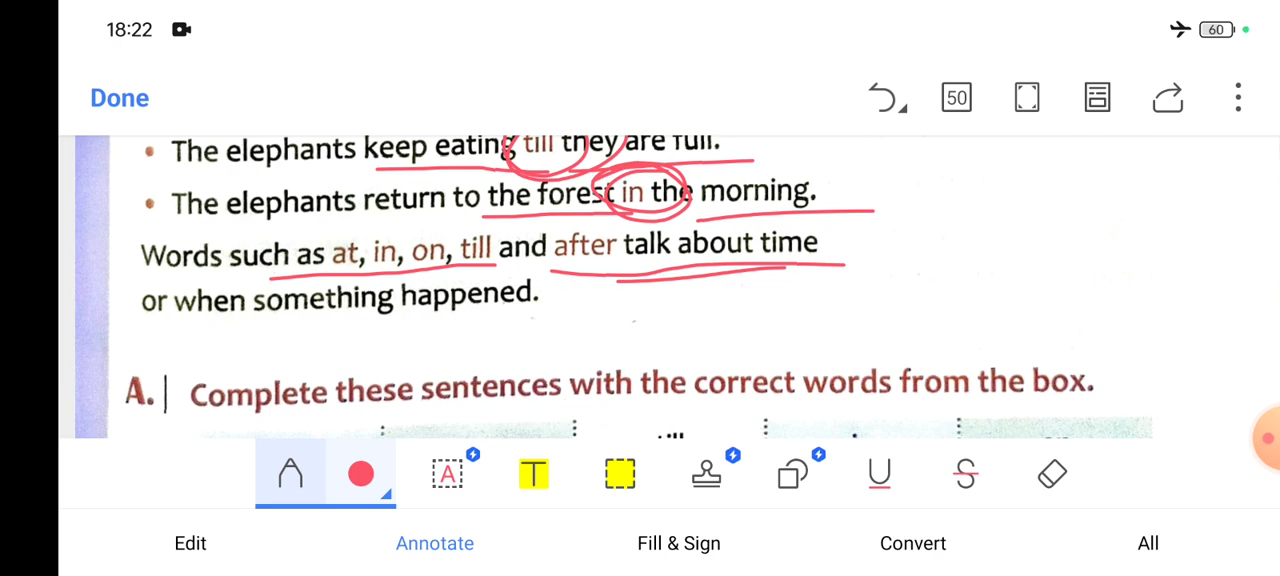 18:22
60
Done
50
• The elephants keep eating till they are full.
• The elephants return to the forest in the morning.
Words such as at, in, on, till and after talk about time
or when something happened.
A. Complete these sentences with the correct words from the box.
A
T
U
S
Edit
Annotate
Fill & Sign
Convert
All